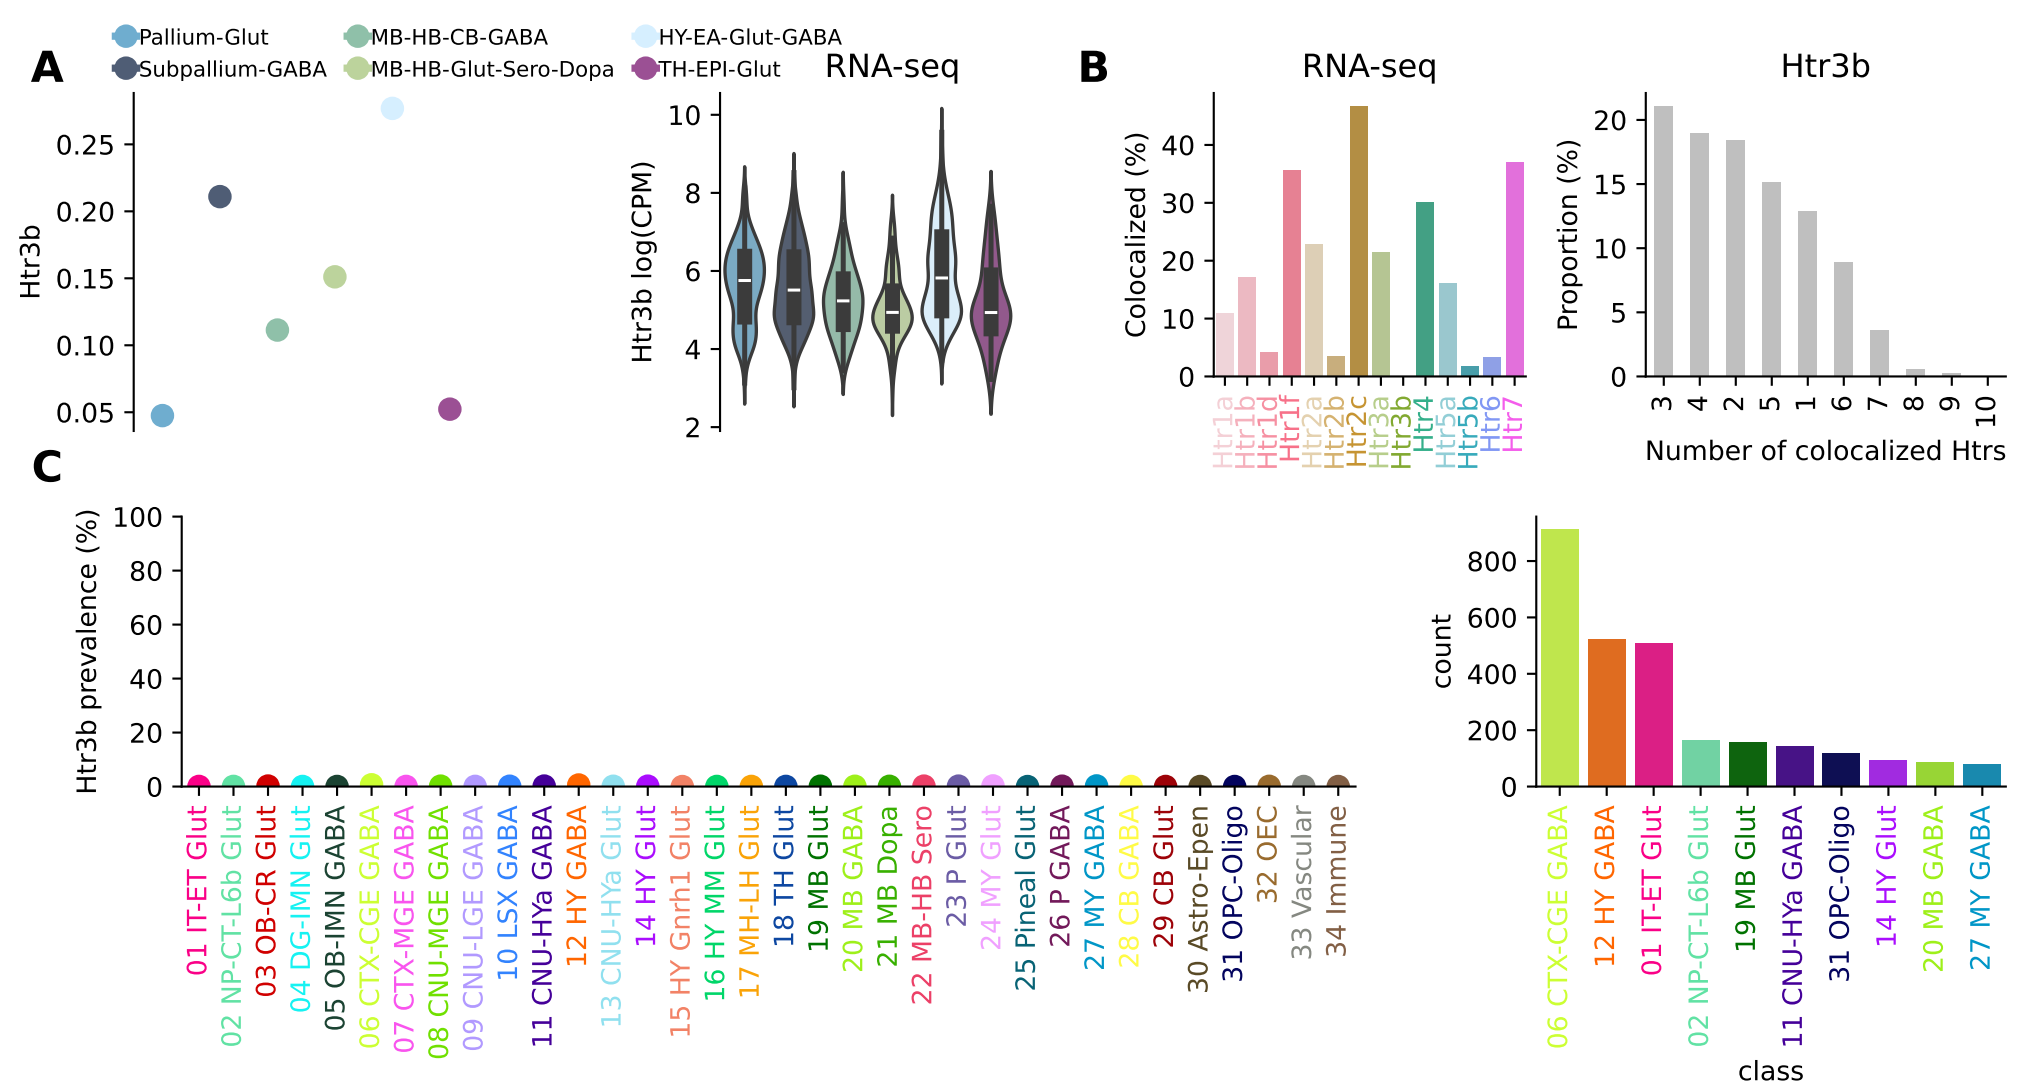 A
Pallium-Glut
Subpallium-GABA
MB-HB-CB-GABA
MB-HB-Glut-Sero-Dopa
HY-EA-Glut-GABA
TH-EPI-Glut
Htr3b
0.25
0.20
0.15
0.10
0.05
RNA-seq
Htr3b log(CPM)
10
8
6
4
2
B
RNA-seq
Colocalized (%)
40
30
20
10
0
Htr1a
Htr1b
Htr1d
Htr1f
Htr2a
Htr2b
Htr2c
Htr3a
Htr3b
Htr4
Htr5a
Htr5b
Htr6
Htr7
Htr3b
Proportion (%)
20
15
10
5
0
3
4
2
5
1
6
7
8
9
10
Number of colocalized Htrs
C
Htr3b prevalence (%)
100
80
60
40
20
0
01 IT-ET Glut
02 NP-CT-L6b Glut
03 OB-CR Glut
04 DG-IMN Glut
05 OB-IMN GABA
06 CTX-CGE GABA
07 CTX-MGE GABA
08 CNU-MGE GABA
09 CNU-LGE GABA
10 LSX GABA
11 CNU-HYa GABA
12 HY GABA
13 CNU-HYa Glut
14 HY Glut
15 HY Gnrh1 Glut
16 HY MM Glut
17 MH-LH Glut
18 TH Glut
19 MB Glut
20 MB GABA
21 MB Dopa
22 MB-HB Sero
23 P Glut
24 MY Glut
25 Pineal Glut
26 P GABA
27 MY GABA
28 CB GABA
29 CB Glut
30 Astro-Epen
31 OPC-Oligo
32 OEC
33 Vascular
34 Immune
count
800
600
400
200
0
06 CTX-CGE GABA
12 HY GABA
01 IT-ET Glut
02 NP-CT-L6b Glut
19 MB Glut
11 CNU-HYa GABA
31 OPC-Oligo
14 HY Glut
20 MB GABA
27 MY GABA
class